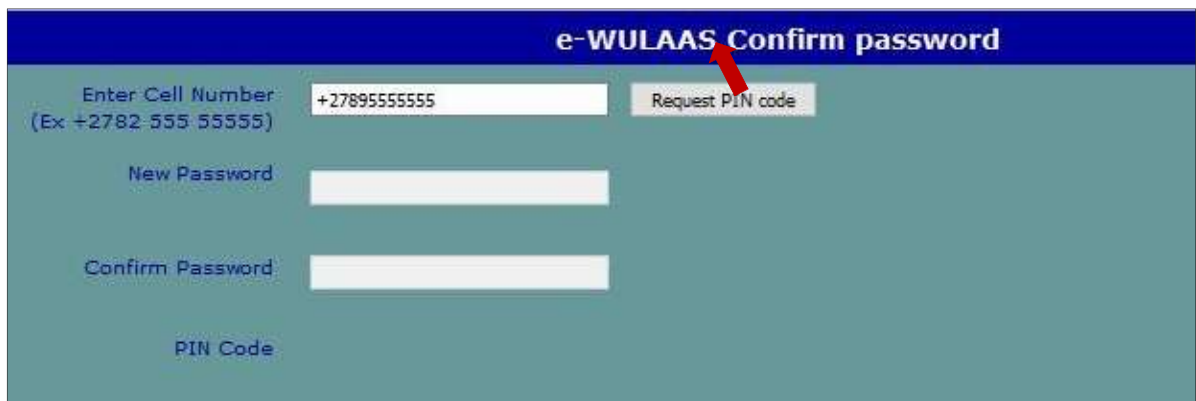 e-WULAAS Confirm password
Enter Cell Number
(Ex +2782 555 55555)
+27895555555
Request PIN code
New Password
Confirm Password
PIN Code